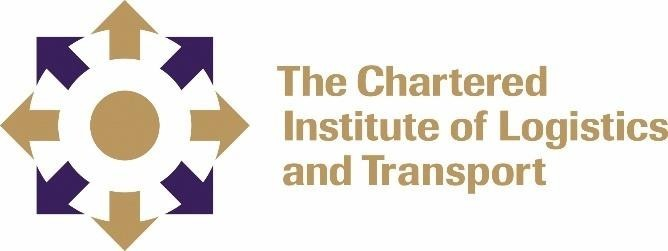 The Chartered
Institute of Logistics
and Transport